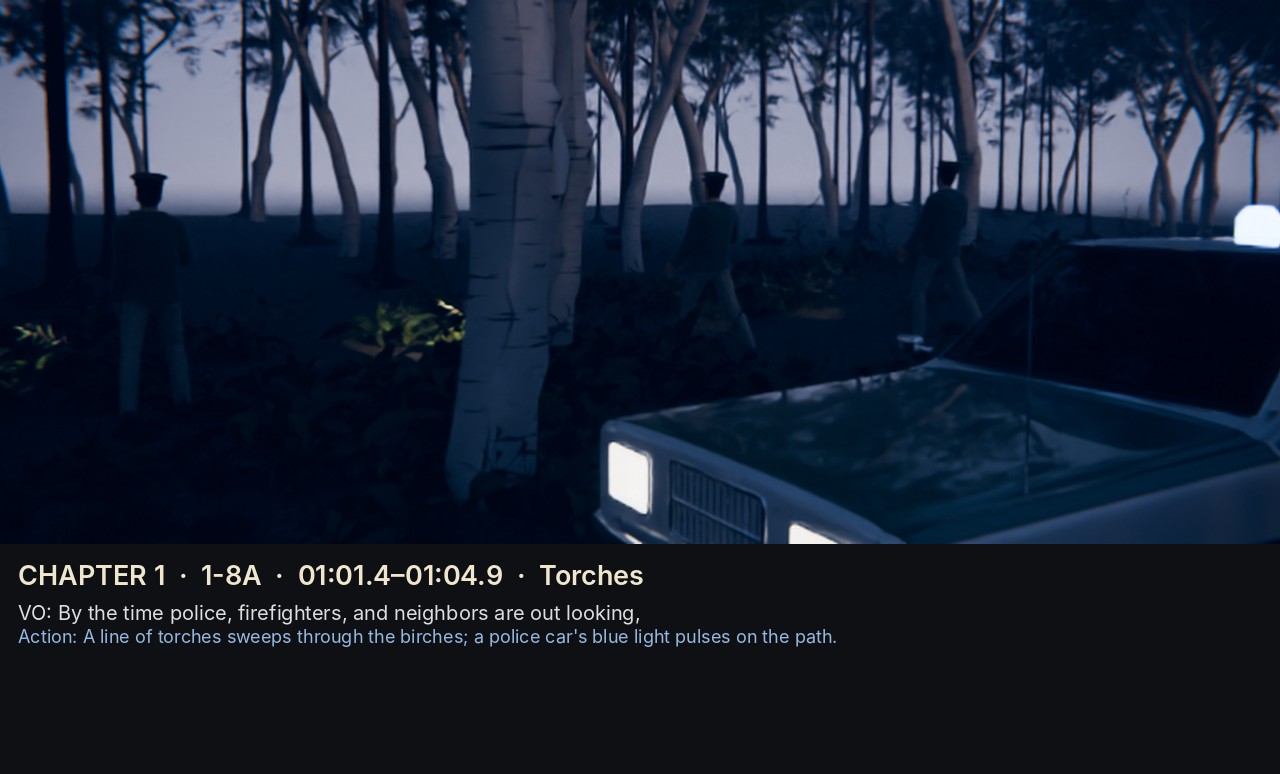 CHAPTER 1 · 1-8A · 01:01.4–01:04.9 · Torches
VO: By the time police, firefighters, and neighbors are out looking,
Action: A line of torches sweeps through the birches; a police car's blue light pulses on the path.